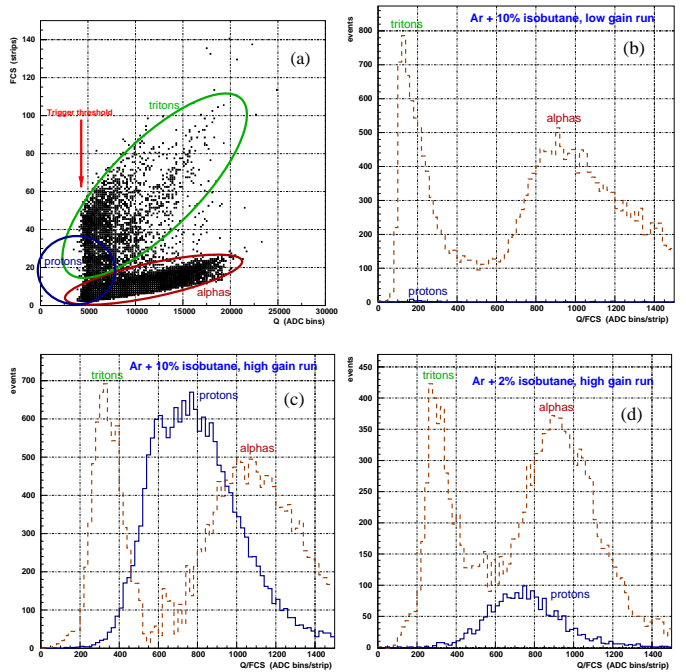 FCS (strips)
140
120
100
80
60
40
20
0
(a)
tritons
Trigger threshold
protons
alphas
0 5000 10000 15000 20000 25000 30000
Q (ADC bins)
events
800
700
600
500
400
300
200
100
0
Ar + 10% isobutane, low gain run
tritons
(b)
alphas
protons
0 200 400 600 800 1000 1200 1400
Q/FCS (ADC bins/strip)
events
700
600
500
400
300
200
100
0
Ar + 10% isobutane, high gain run
tritons
protons
(c)
alphas
0 200 400 600 800 1000 1200 1400
Q/FCS (ADC bins/strip)
events
450
400
350
300
250
200
150
100
50
0
Ar + 2% isobutane, high gain run
tritons
alphas
(d)
protons
0 200 400 600 800 1000 1200 1400
Q/FCS (ADC bins/strip)